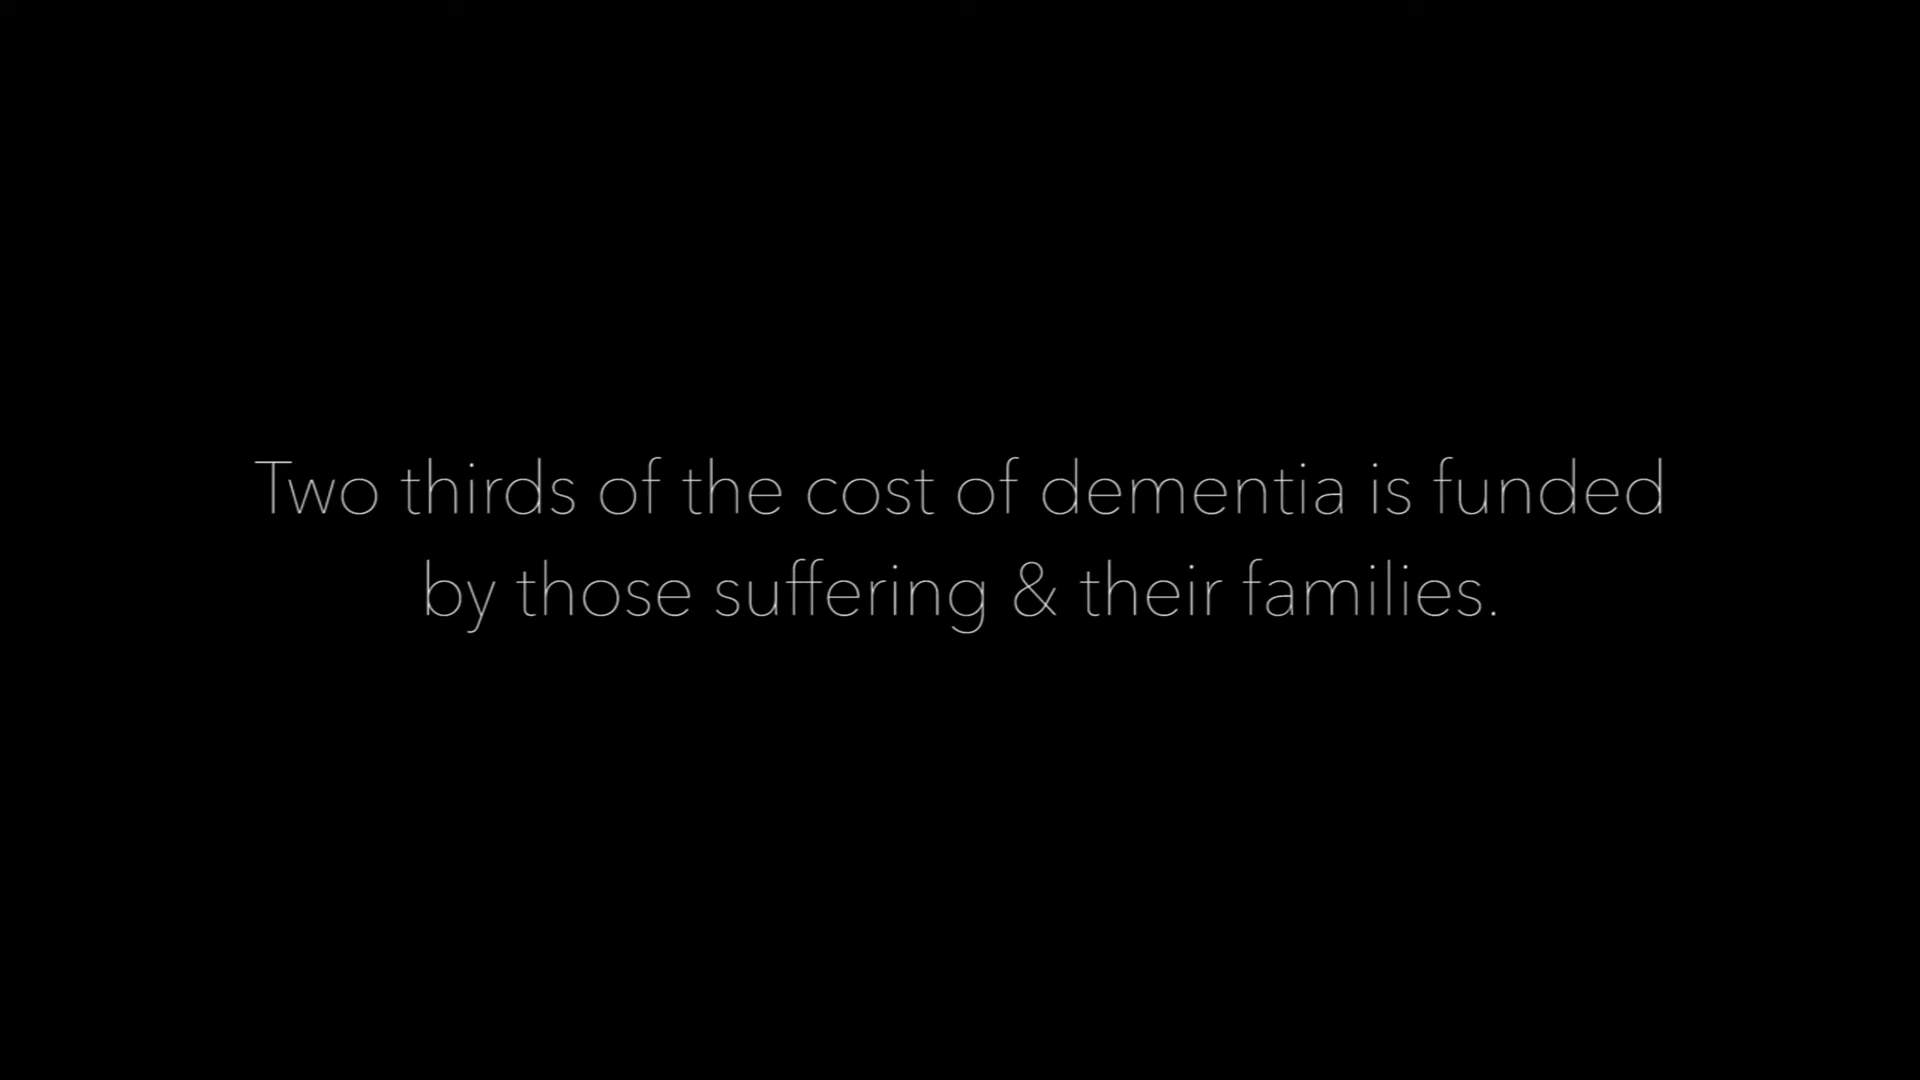 Two thirds of the cost of dementia is funded
by those suffering & their families.